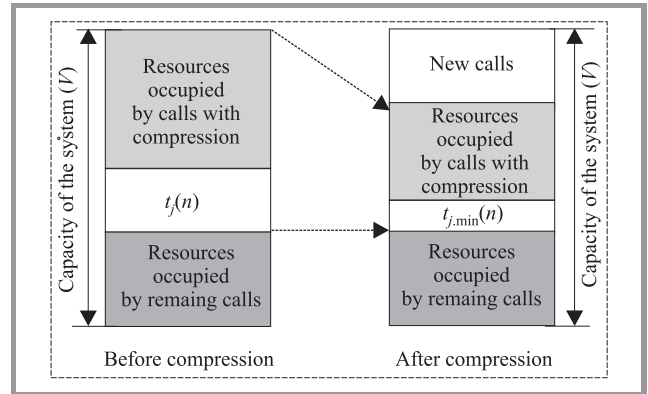 Capacity of the system (V)
Resources
occupied
by calls with
compression
tj(n)
Resources
occupied
by remaing calls
Before compression
New calls
Resources
occupied
by calls with
compression
tj.min(n)
Resources
occupied
by remaing calls
After compression
Capacity of the system (V)